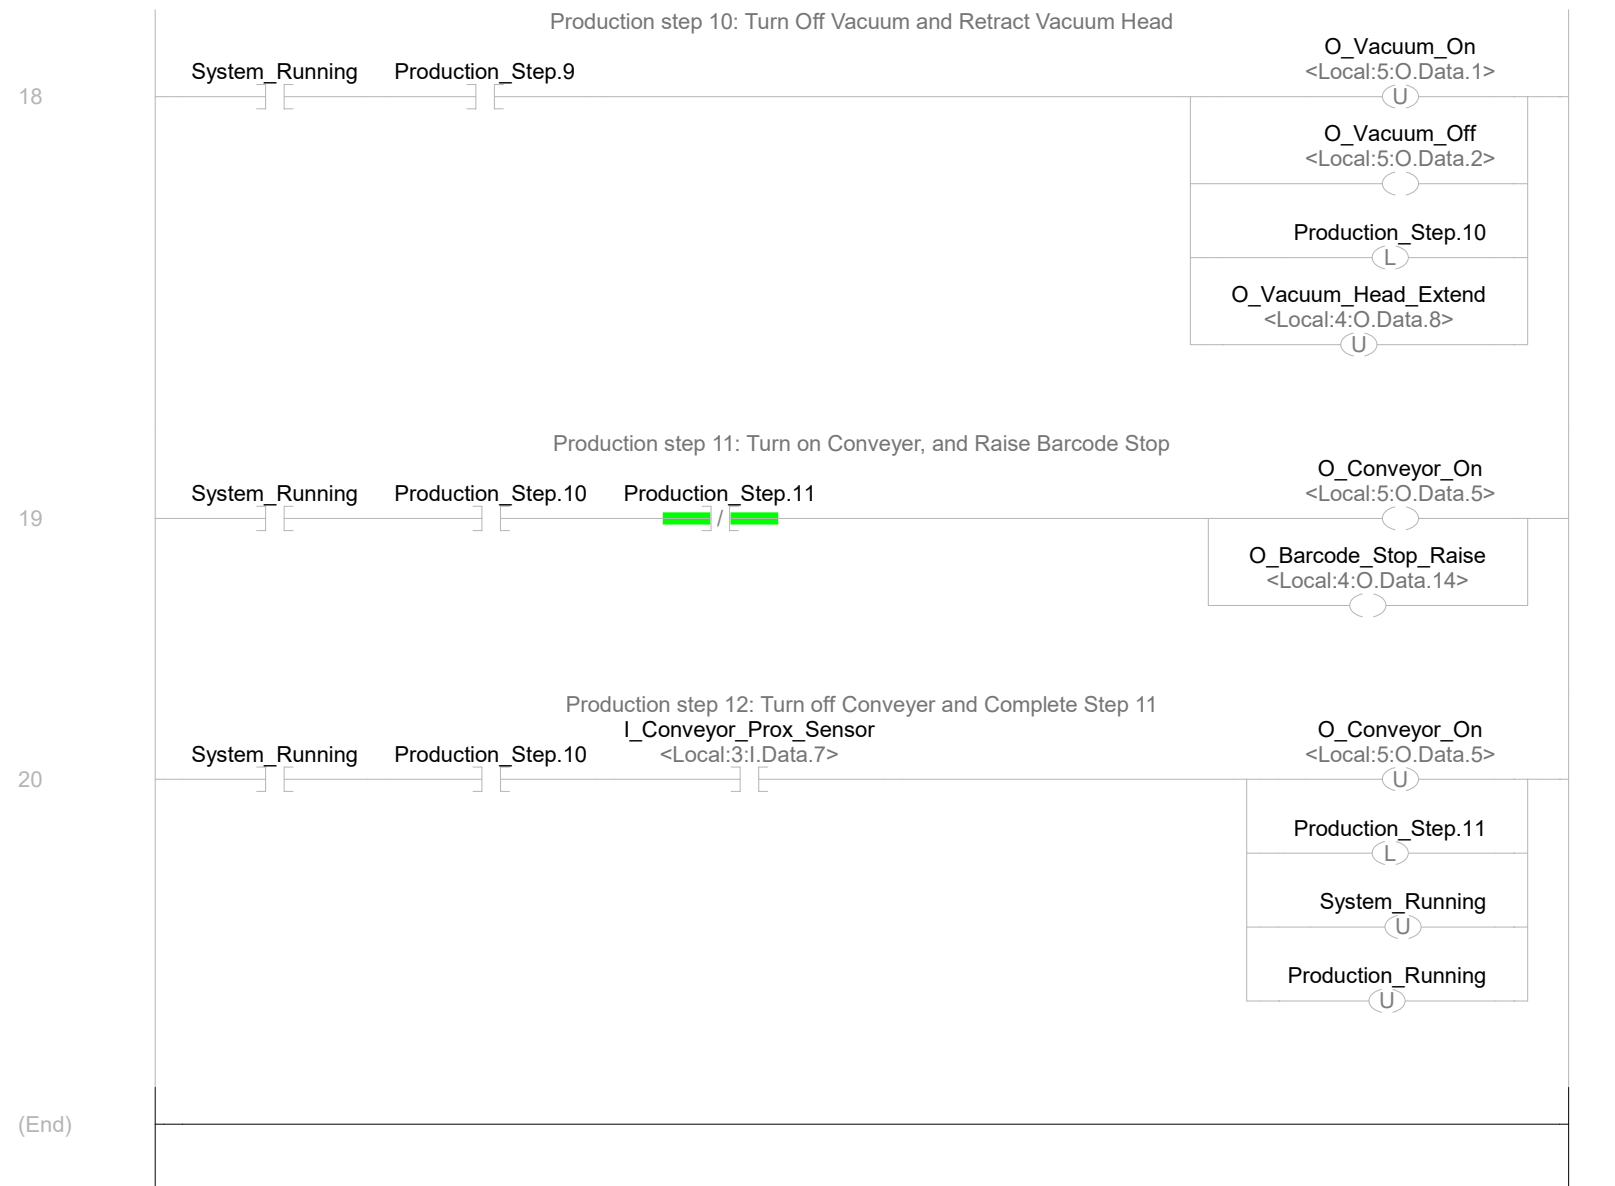 Production step 10: Turn Off Vacuum and Retract Vacuum Head
O_Vacuum_On
System_Running Production_Step.9 <Local:5:O.Data.1>
18 U
O_Vacuum_Off
<Local:5:O.Data.2>
Production_Step.10
L
O_Vacuum_Head_Extend
<Local:4:O.Data.8>
U
Production step 11: Turn on Conveyer, and Raise Barcode Stop
O_Conveyor_On
System_Running Production_Step.10 Production_Step.11 <Local:5:O.Data.5>
19 /
O_Barcode_Stop_Raise
<Local:4:O.Data.14>
Production step 12: Turn off Conveyer and Complete Step 11
I_Conveyor_Prox_Sensor O_Conveyor_On
System_Running Production_Step.10 <Local:3:I.Data.7> <Local:5:O.Data.5>
20 U
Production_Step.11
L
System_Running
U
Production_Running
U
(End)